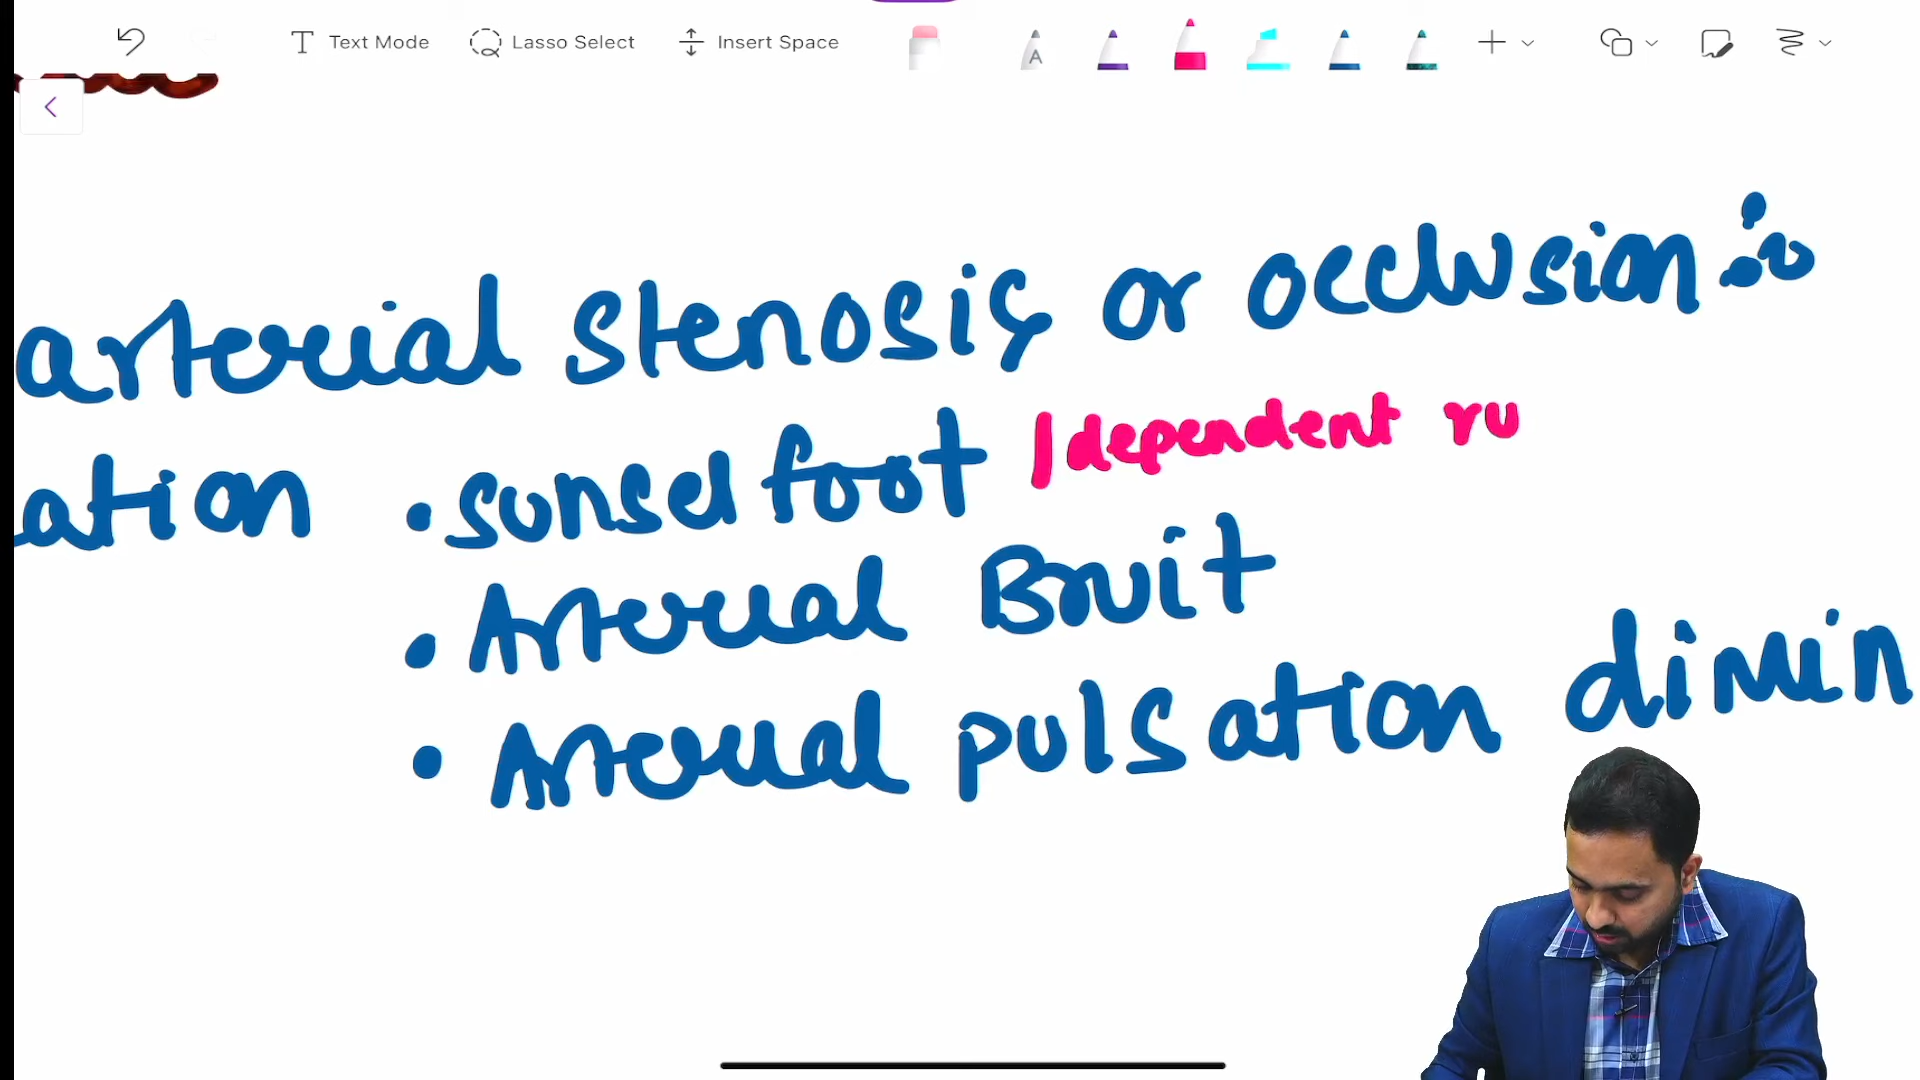 Text Mode Lasso Select Insert Space
A
arterial stenosis or occlusion :
ation • sunset foot / dependent ru
• Arterial Bruit
• Arterial pulsation dimin